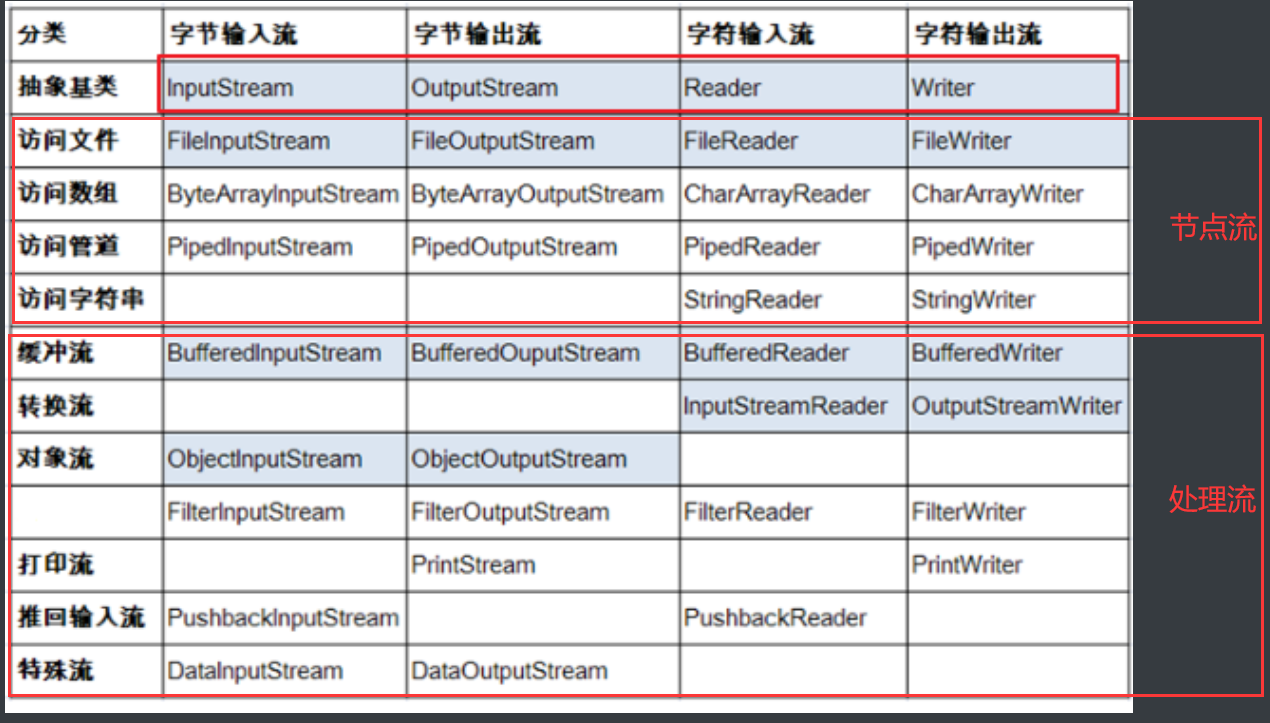 分类 字节输入流 字节输出流 字符输入流 字符输出流
抽象基类 InputStream OutputStream Reader Writer
访问文件 FileInputStream FileOutputStream FileReader FileWriter
访问数组 ByteArrayInputStream ByteArrayOutputStream CharArrayReader CharArrayWriter
访问管道 PipedInputStream PipedOutputStream PipedReader PipedWriter
访问字符串 StringReader StringWriter
节点流
缓冲流 BufferedInputStream BufferedOuputStream BufferedReader BufferedWriter
转换流 InputStreamReader OutputStreamWriter
对象流 ObjectInputStream ObjectOutputStream
FilterInputStream FilterOutputStream FilterReader FilterWriter
打印流 PrintStream PrintWriter
推回输入流 PushbackInputStream PushbackReader
特殊流 DataInputStream DataOutputStream
处理流